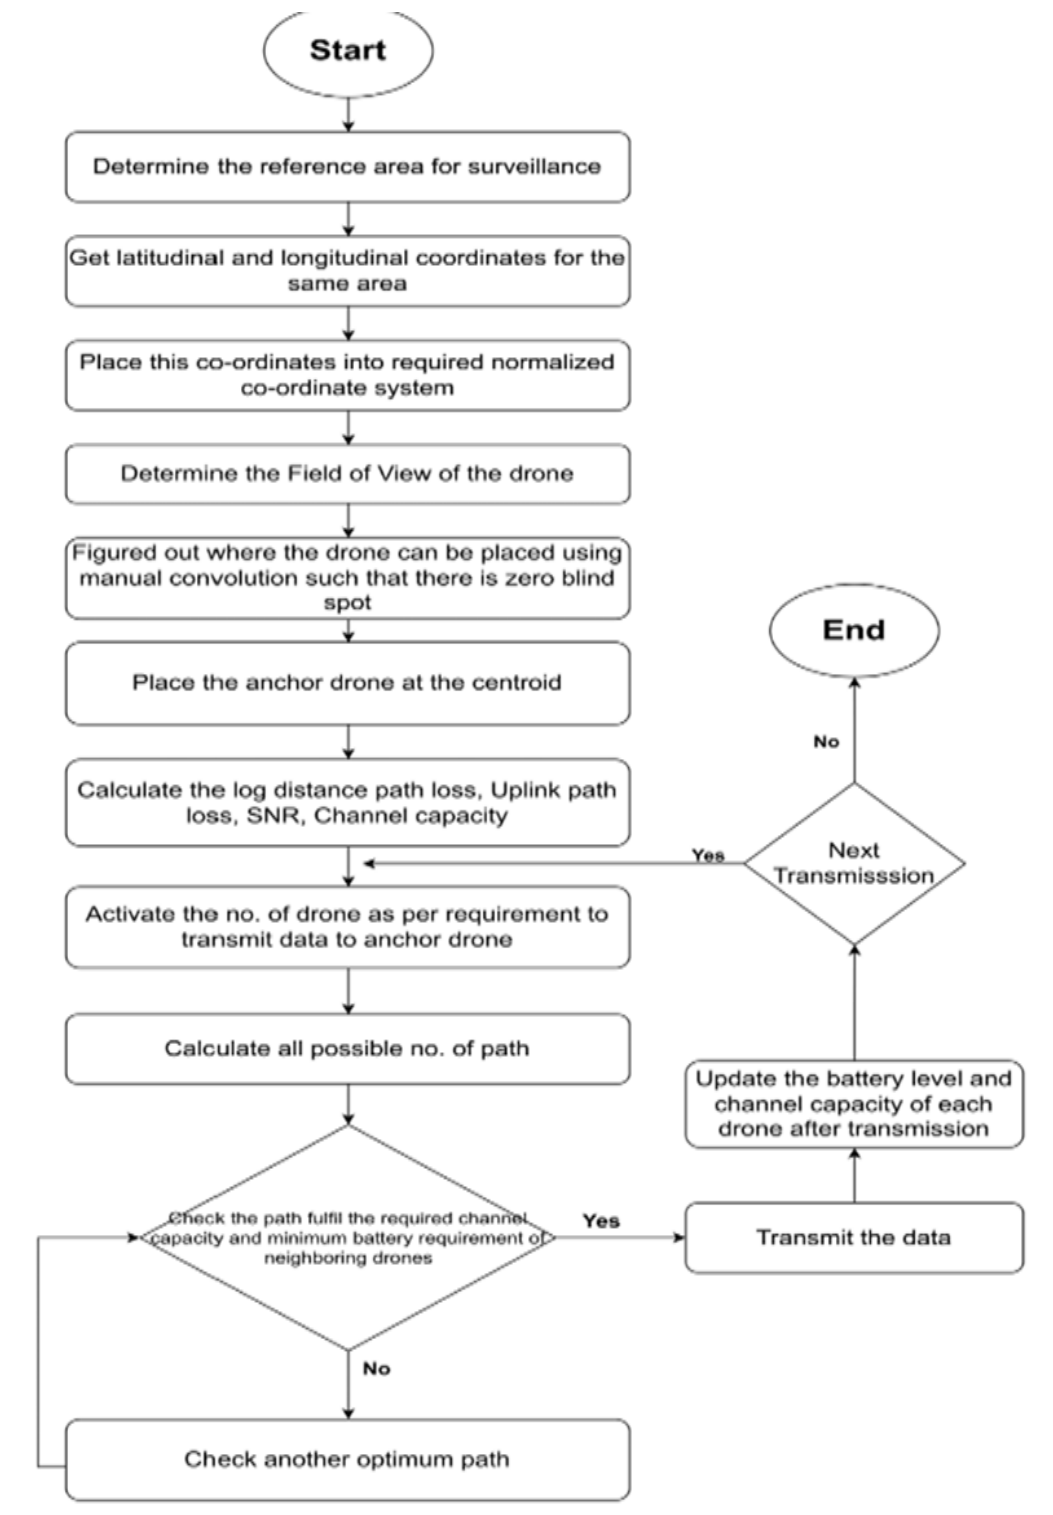 Start
Determine the reference area for surveillance
Get latitudinal and longitudinal coordinates for the
same area
Place this co-ordinates into required normalized
co-ordinate system
Determine the Field of View of the drone
Figured out where the drone can be placed using
manual convolution such that there is zero blind
spot
Place the anchor drone at the centroid
Calculate the log distance path loss, Uplink path
loss, SNR, Channel capacity
Activate the no. of drone as per requirement to
transmit data to anchor drone
Calculate all possible no. of path
Check the path fulfil the required channel
capacity and minimum battery requirement of
neighboring drones
No
Check another optimum path
Yes
Transmit the data
Update the battery level and
channel capacity of each
drone after transmission
Next
Transmisssion
Yes
No
End